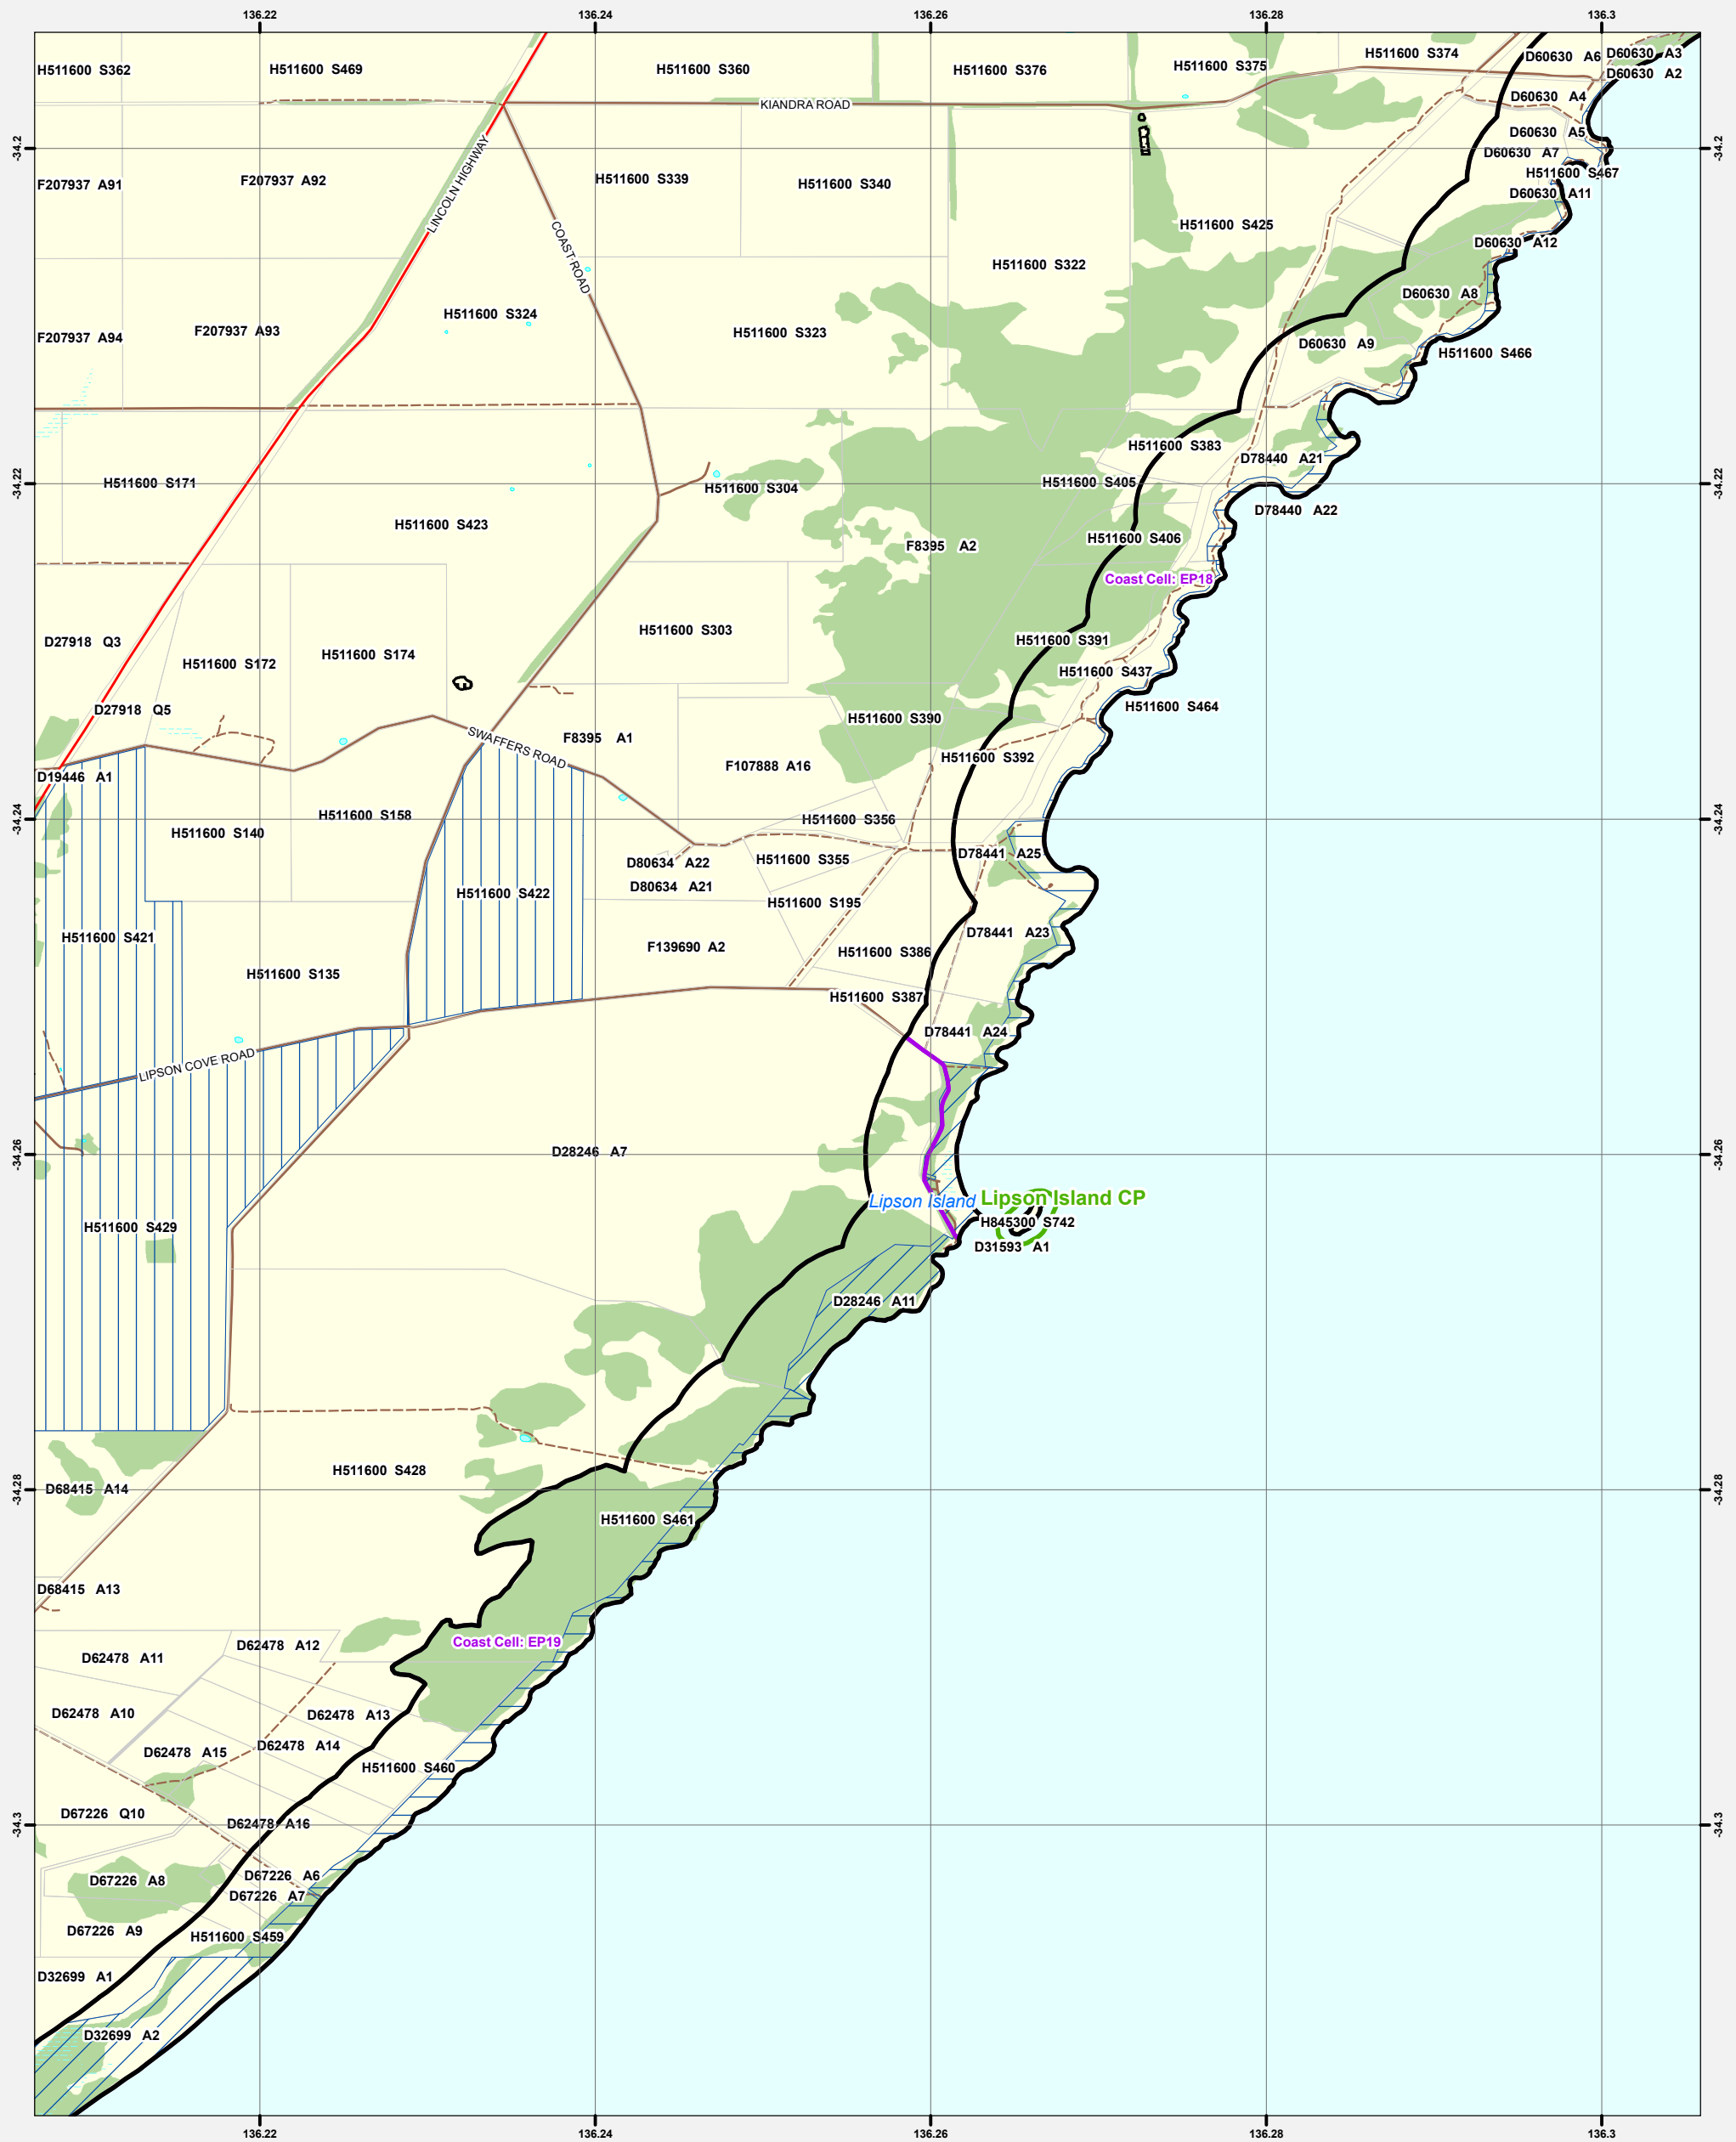 136.22 136.24 136.26 136.28 136.3
H511600 S362
H511600 S469
H511600 S360
H511600 S376
H511600 S375
H511600 S374
D60630 A6
D60630 A3
D60630 A2
D60630 A4
KIANDRA ROAD
D60630 A5
-34.2
-34.2
LINCOLN HIGHWAY
D60630 A7
H511600 S467
D60630 A11
F207937 A91
F207937 A92
H511600 S339
H511600 S340
H511600 S425
COAST ROAD
D60630 A12
H511600 S322
D60630 A8
H511600 S324
F207937 A94
F207937 A93
H511600 S323
D60630 A9
H511600 S466
H511600 S383
D78440 A21
-34.22
-34.22
H511600 S171
H511600 S304
H511600 S405
D78440 A22
H511600 S423
F8395 A2
H511600 S406
Coast Cell: EP18
H511600 S303
D27918 Q3
H511600 S172
H511600 S174
H511600 S391
H511600 S437
D27918 Q5
H511600 S390
H511600 S464
SWAFFERS ROAD
F8395 A1
H511600 S392
F107888 A16
D19446 A1
-34.24
-34.24
H511600 S140
H511600 S158
H511600 S356
D78441 A25
D80634 A22
H511600 S355
D80634 A21
H511600 S422
H511600 S195
H511600 S421
D78441 A23
H511600 S135
F139690 A2
H511600 S386
H511600 S387
D78441 A24
LIPSON COVE ROAD
D28246 A7
-34.26
-34.26
Lipson Island
Lipson Island CP
H511600 S429
H845300 S742
D31593 A1
D28246 A11
H511600 S428
D68415 A14
-34.28
-34.28
H511600 S461
D68415 A13
Coast Cell: EP19
D62478 A12
D62478 A11
D62478 A10
D62478 A13
D62478 A15
D62478 A14
H511600 S460
D67226 Q10
D62478 A16
-34.3
-34.3
D67226 A8
D67226 A6
D67226 A7
D67226 A9
H511600 S459
D32699 A1
D32699 A2
136.22 136.24 136.26 136.28 136.3